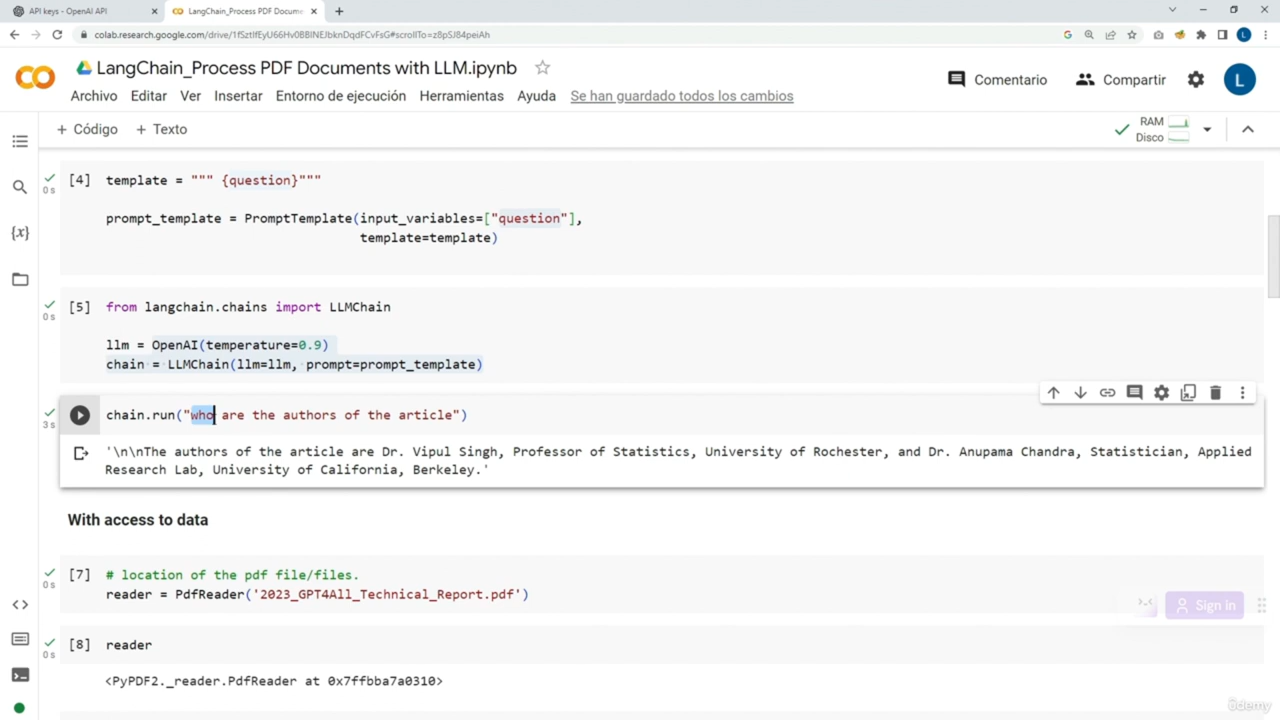 API keys - OpenAI API
LangChain_Process PDF Docume
colab.research.google.com/drive/1fSztIfEyU66Hv0BBINEJbknDqdFCvFsG#scrollTo=z8pSJ84peiAh
L
LangChain_Process PDF Documents with LLM.ipynb
Comentario
Compartir
L
Archivo Editar Ver Insertar Entorno de ejecución Herramientas Ayuda Se han guardado todos los cambios
+ Código + Texto
RAM
Disco
[4] template = """ {question}"""
0 s
prompt_template = PromptTemplate(input_variables=["question"],
template=template)
[5] from langchain.chains import LLMChain
0 s
llm = OpenAI(temperature=0.9)
chain = LLMChain(llm=llm, prompt=prompt_template)
chain.run("who are the authors of the article")
3 s
'\n\nThe authors of the article are Dr. Vipul Singh, Professor of Statistics, University of Rochester, and Dr. Anupama Chandra, Statistician, Applied
Research Lab, University of California, Berkeley.'
With access to data
[7] # location of the pdf file/files.
0 s
reader = PdfReader('2023_GPT4All_Technical_Report.pdf')
Sign in
[8] reader
0 s
<PyPDF2._reader.PdfReader at 0x7ffbba7a0310>
ûdemy